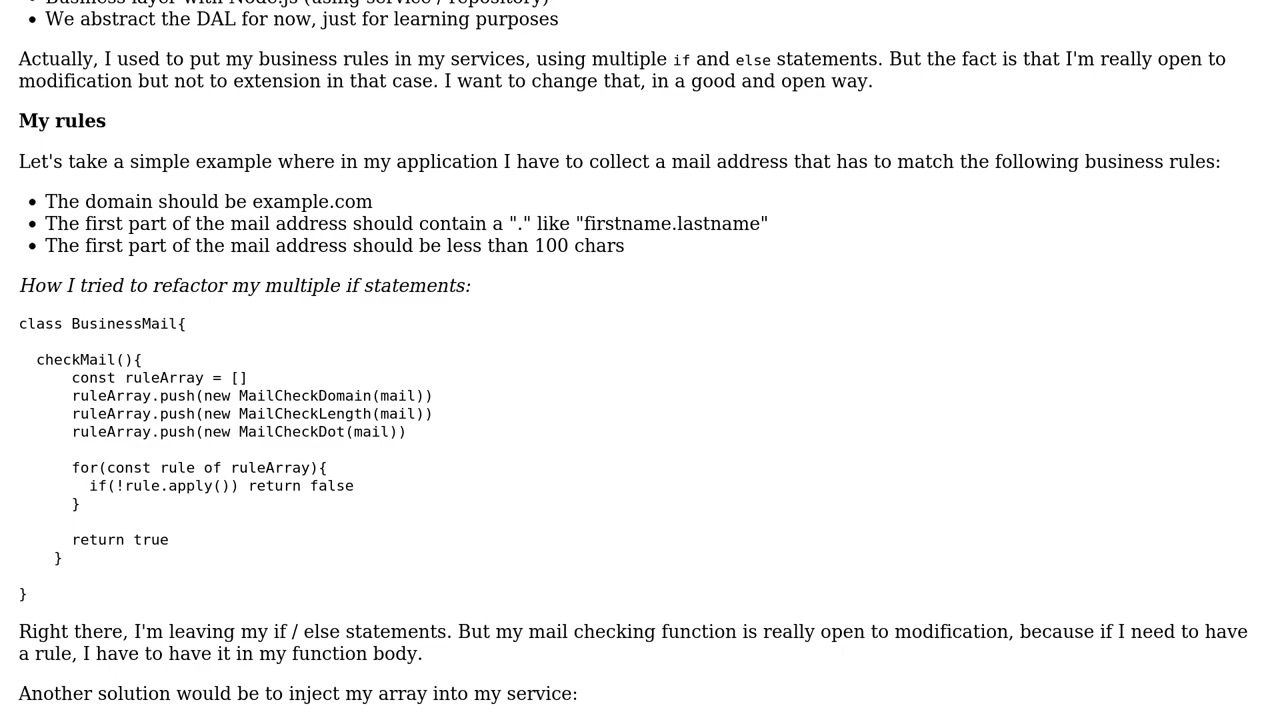 Business layer with Node.js (using service / repository)
We abstract the DAL for now, just for learning purposes
Actually, I used to put my business rules in my services, using multiple if and else statements. But the fact is that I'm really open to
modification but not to extension in that case. I want to change that, in a good and open way.
My rules
Let's take a simple example where in my application I have to collect a mail address that has to match the following business rules:
The domain should be example.com
The first part of the mail address should contain a "." like "firstname.lastname"
The first part of the mail address should be less than 100 chars
How I tried to refactor my multiple if statements:
class BusinessMail{
  checkMail(){
      const ruleArray = []
      ruleArray.push(new MailCheckDomain(mail))
      ruleArray.push(new MailCheckLength(mail))
      ruleArray.push(new MailCheckDot(mail))
      for(const rule of ruleArray){
        if(!rule.apply()) return false
      }
      return true
    }
}
Right there, I'm leaving my if / else statements. But my mail checking function is really open to modification, because if I need to have
a rule, I have to have it in my function body.
Another solution would be to inject my array into my service: